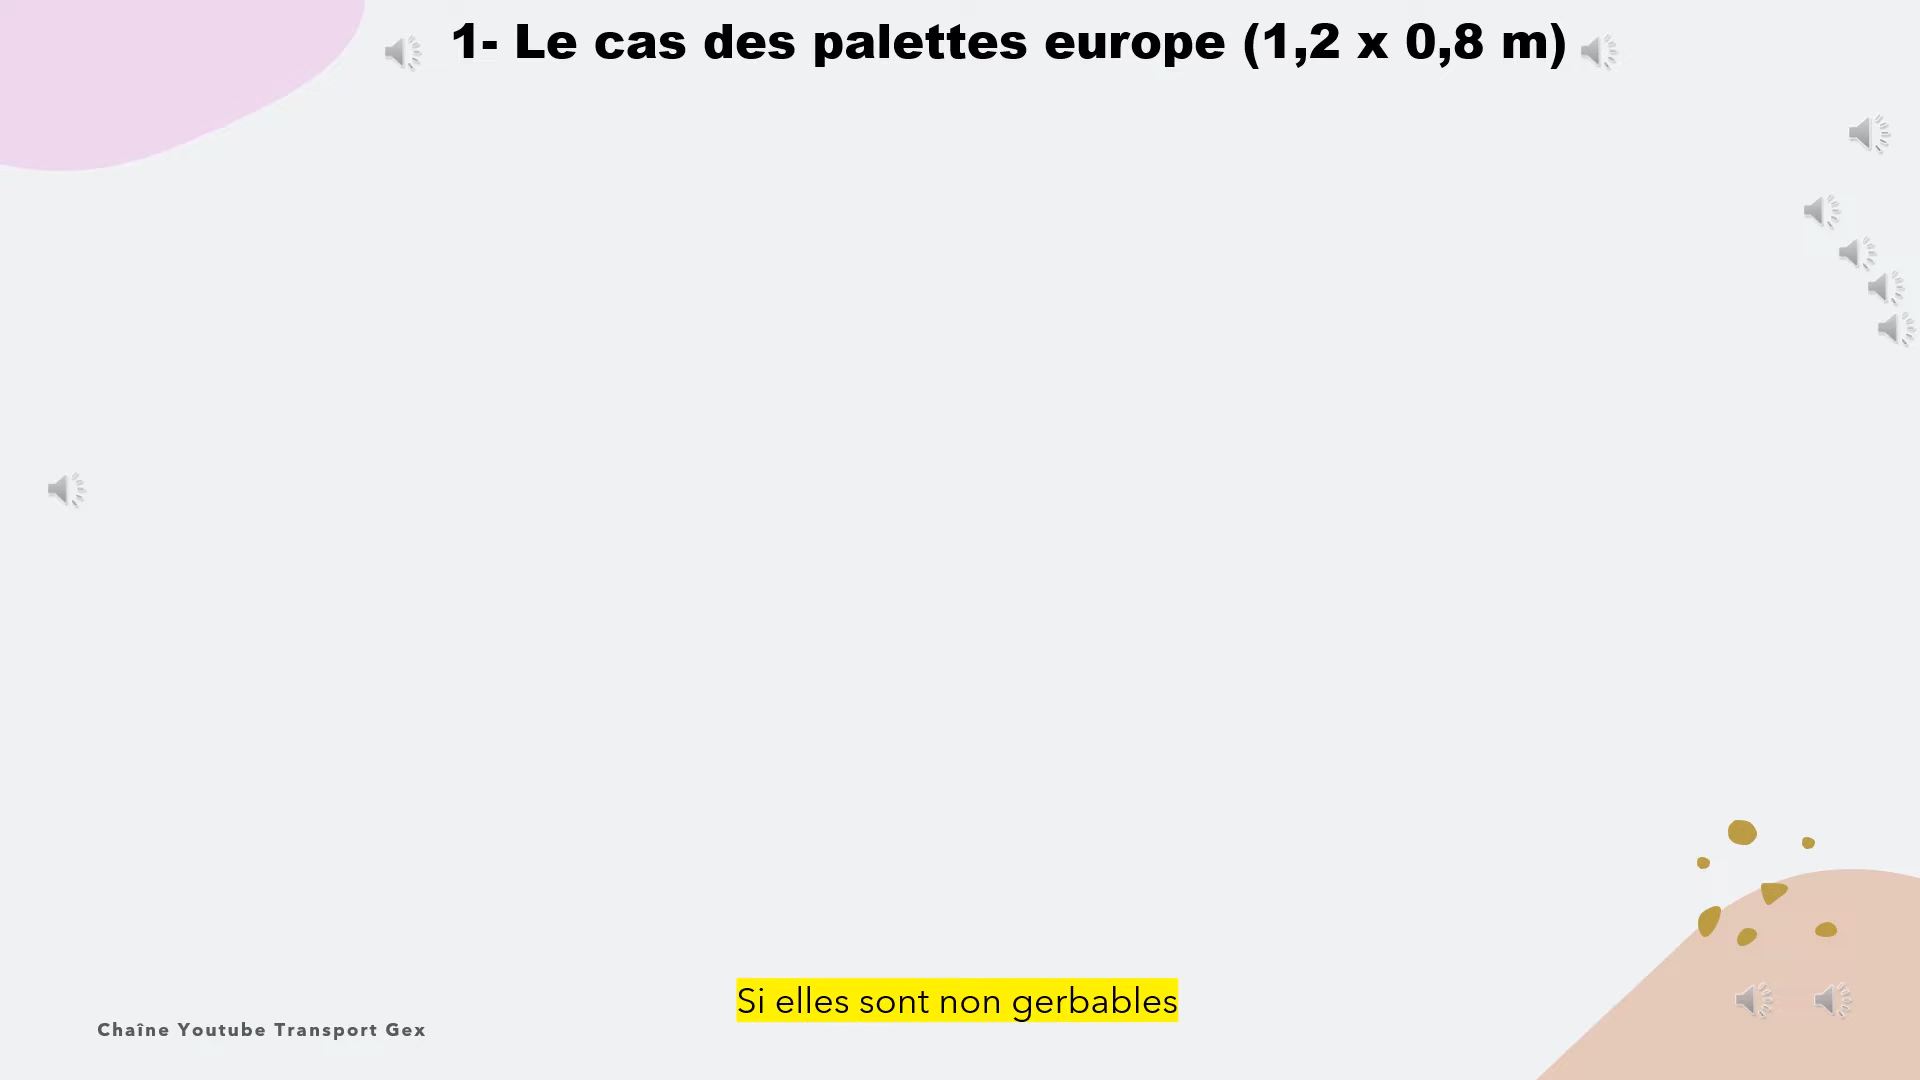 1- Le cas des palettes europe (1,2 x 0,8 m)
Si elles sont non gerbables
Chaîne Youtube Transport Gex